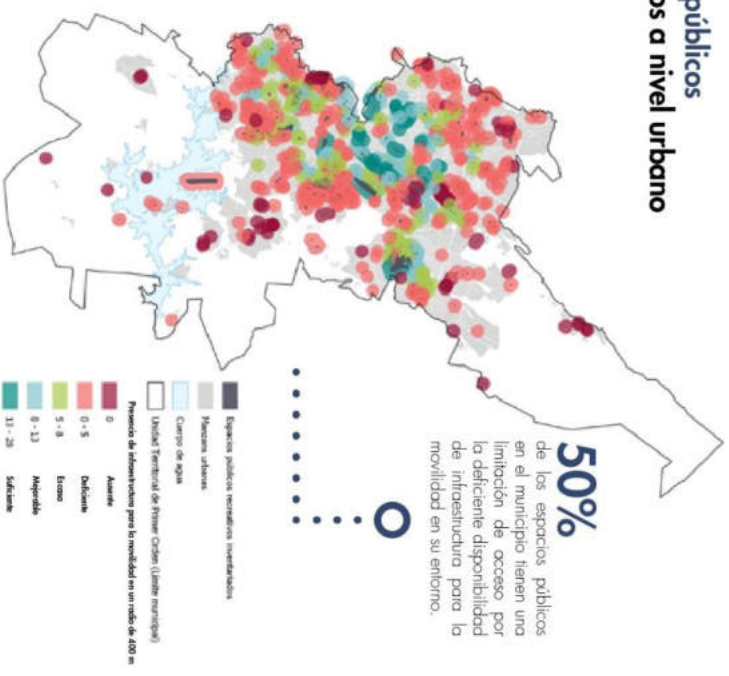 públicos
os a nivel urbano
50%
de los espacios públicos
en el municipio tienen una
limitación de acceso por
la deficiente disponibilidad
de infraestructura para la
movilidad en su entorno.
Espacios públicos recreativos inventariados
Manzanas urbanas
Cuerpo de agua
Unidad Territorial de Primer Orden (Límite municipal)
Presencia de infraestructura para la movilidad en un radio de 400 m
0 Ausente
0 - 5 Deficiente
5 - 8 Escasa
8 - 13 Mejorable
13 - 28 Suficiente